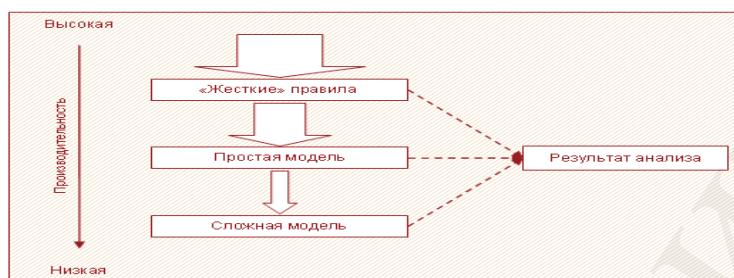 Высокая
«Жесткие» правила
Производительность
Простая модель
Результат анализа
Сложная модель
Низкая